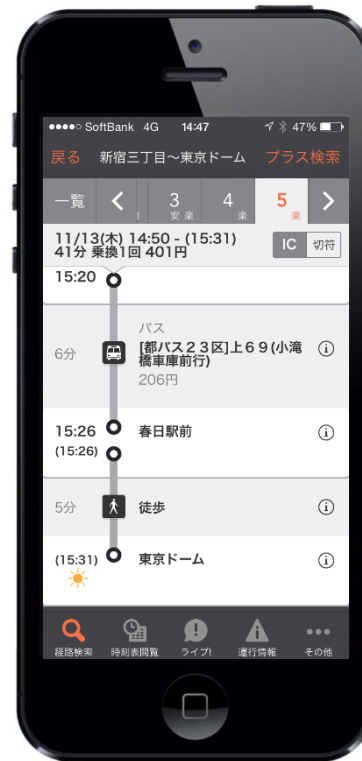 SoftBank 4G 14:47 47%
戻る 新宿三丁目～東京ドーム プラス検索
一覧 3 4 5
安 楽 楽 楽
11/13(木) 14:50 - (15:31)
41分 乗換1回 401円
IC 切符
15:20
バス
6分 [都バス23区]上69(小滝
橋車庫前行)
206円
15:26 春日駅前
(15:26)
5分 徒歩
(15:31) 東京ドーム
経路検索 時刻表閲覧 ライブ! 運行情報 その他